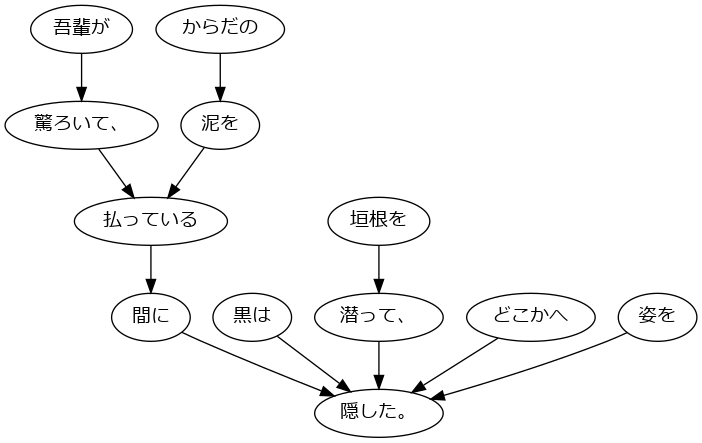 吾輩が
からだの
驚ろいて、
泥を
払っている
垣根を
間に
黒は
潜って、
どこかへ
姿を
隠した。